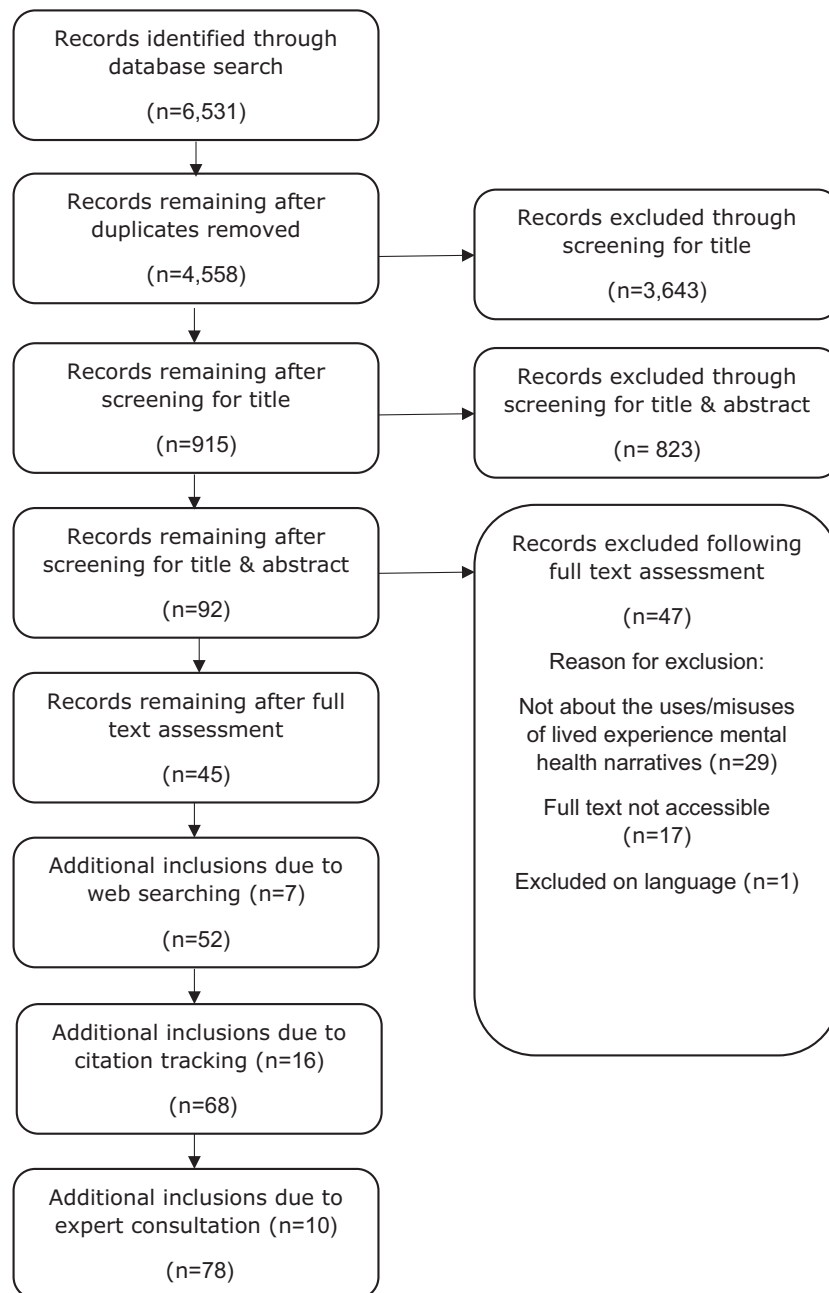 Records identified through
database search
(n=6,531)
Records remaining after
duplicates removed
(n=4,558)
Records excluded through
screening for title
(n=3,643)
Records remaining after
screening for title
(n=915)
Records excluded through
screening for title & abstract
(n= 823)
Records remaining after
screening for title & abstract
(n=92)
Records excluded following
full text assessment
(n=47)
Reason for exclusion:
Not about the uses/misuses
of lived experience mental
health narratives (n=29)
Full text not accessible
(n=17)
Excluded on language (n=1)
Records remaining after full
text assessment
(n=45)
Additional inclusions due to
web searching (n=7)
(n=52)
Additional inclusions due to
citation tracking (n=16)
(n=68)
Additional inclusions due to
expert consultation (n=10)
(n=78)